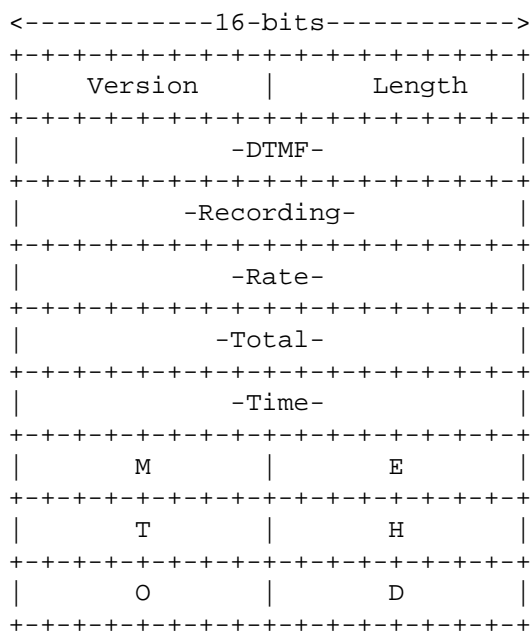 <------------16-bits------------>
+-+-+-+-+-+-+-+-+-+-+-+-+-+-+-+-+
| Version | Length |
+-+-+-+-+-+-+-+-+-+-+-+-+-+-+-+-+
| -DTMF- |
+-+-+-+-+-+-+-+-+-+-+-+-+-+-+-+-+
| -Recording- |
+-+-+-+-+-+-+-+-+-+-+-+-+-+-+-+-+
| -Rate- |
+-+-+-+-+-+-+-+-+-+-+-+-+-+-+-+-+
| -Total- |
+-+-+-+-+-+-+-+-+-+-+-+-+-+-+-+-+
| -Time- |
+-+-+-+-+-+-+-+-+-+-+-+-+-+-+-+-+
| M | E |
+-+-+-+-+-+-+-+-+-+-+-+-+-+-+-+-+
| T | H |
+-+-+-+-+-+-+-+-+-+-+-+-+-+-+-+-+
| O | D |
+-+-+-+-+-+-+-+-+-+-+-+-+-+-+-+-+